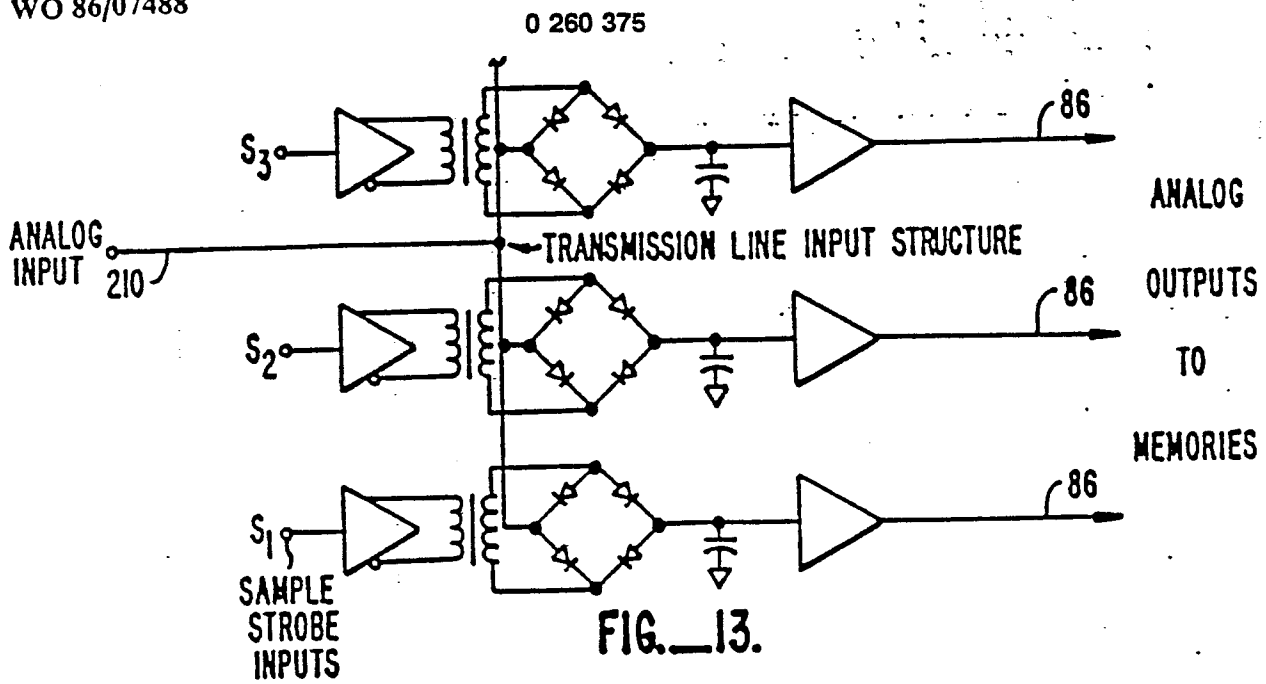 WO 86/07488
0 260 375
S3
86
ANALOG
ANALOG INPUT
210
TRANSMISSION LINE INPUT STRUCTURE
S2
86
OUTPUTS
TO
MEMORIES
S1
86
SAMPLE
STROBE
INPUTS
FIG._13.